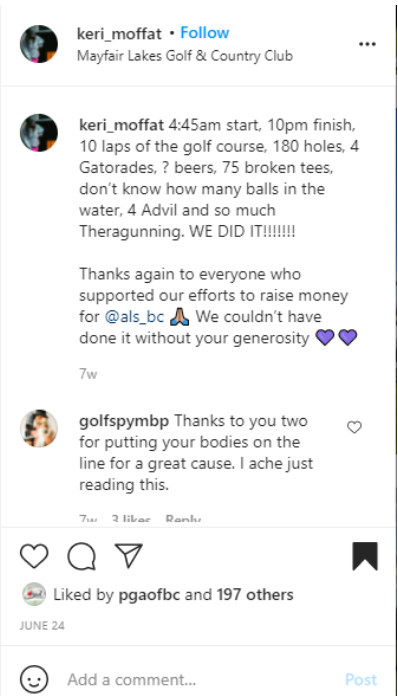 keri_moffat • Follow
Mayfair Lakes Golf & Country Club
keri_moffat 4:45am start, 10pm finish,
10 laps of the golf course, 180 holes, 4
Gatorades, ? beers, 75 broken tees,
don't know how many balls in the
water, 4 Advil and so much
Theragunning. WE DID IT!!!!!!!
Thanks again to everyone who
supported our efforts to raise money
for @als_bc 🙏🏽 We couldn't have
done it without your generosity 💜💜
7w
golfspymbp Thanks to you two
for putting your bodies on the
line for a great cause. I ache just
reading this.
7w 3 likes Reply
Liked by pgaofbc and 197 others
JUNE 24
Add a comment... Post